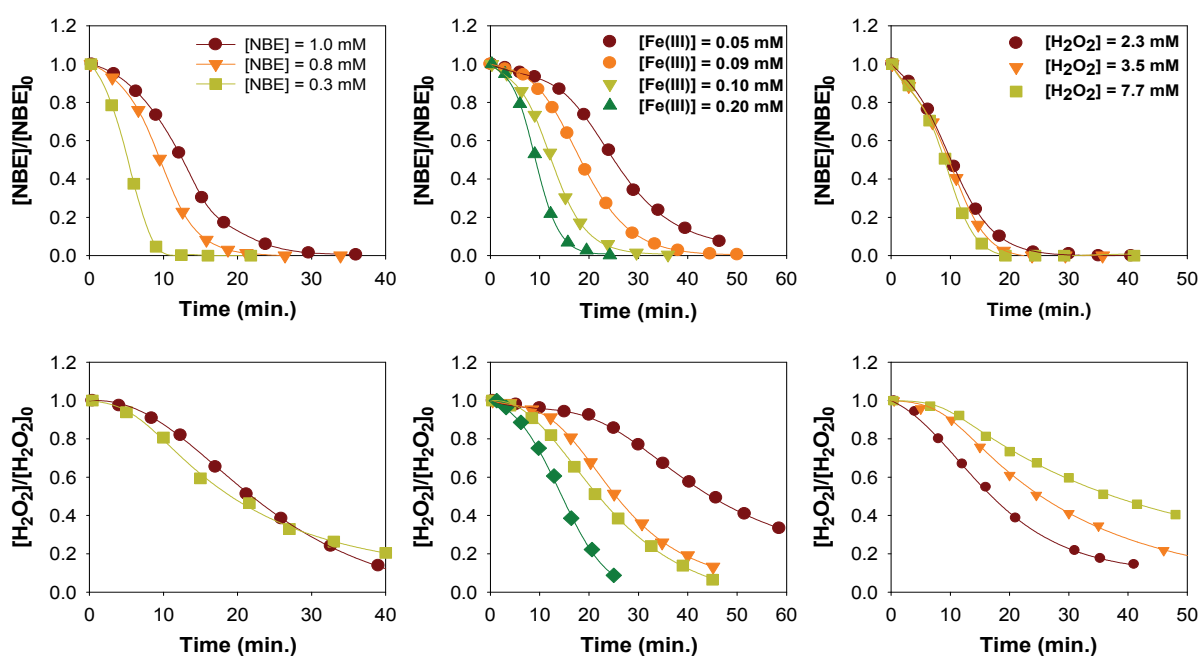 [NBE]/[NBE]0
1.2
1.0
0.8
0.6
0.4
0.2
0.0
[NBE] = 1.0 mM
[NBE] = 0.8 mM
[NBE] = 0.3 mM
0 10 20 30 40
Time (min.)
[NBE]/[NBE]0
1.2
1.0
0.8
0.6
0.4
0.2
0.0
[Fe(III)] = 0.05 mM
[Fe(III)] = 0.09 mM
[Fe(III)] = 0.10 mM
[Fe(III)] = 0.20 mM
0 10 20 30 40 50 60
Time (min.)
[NBE]/[NBE]0
1.2
1.0
0.8
0.6
0.4
0.2
0.0
[H2O2] = 2.3 mM
[H2O2] = 3.5 mM
[H2O2] = 7.7 mM
0 10 20 30 40 50
Time (min.)
[H2O2]/[H2O2]0
1.2
1.0
0.8
0.6
0.4
0.2
0.0
0 10 20 30 40
Time (min.)
[H2O2]/[H2O2]0
1.2
1.0
0.8
0.6
0.4
0.2
0.0
0 10 20 30 40 50 60
Time (min.)
[H2O2]/[H2O2]0
1.2
1.0
0.8
0.6
0.4
0.2
0.0
0 10 20 30 40 50
Time (min.)